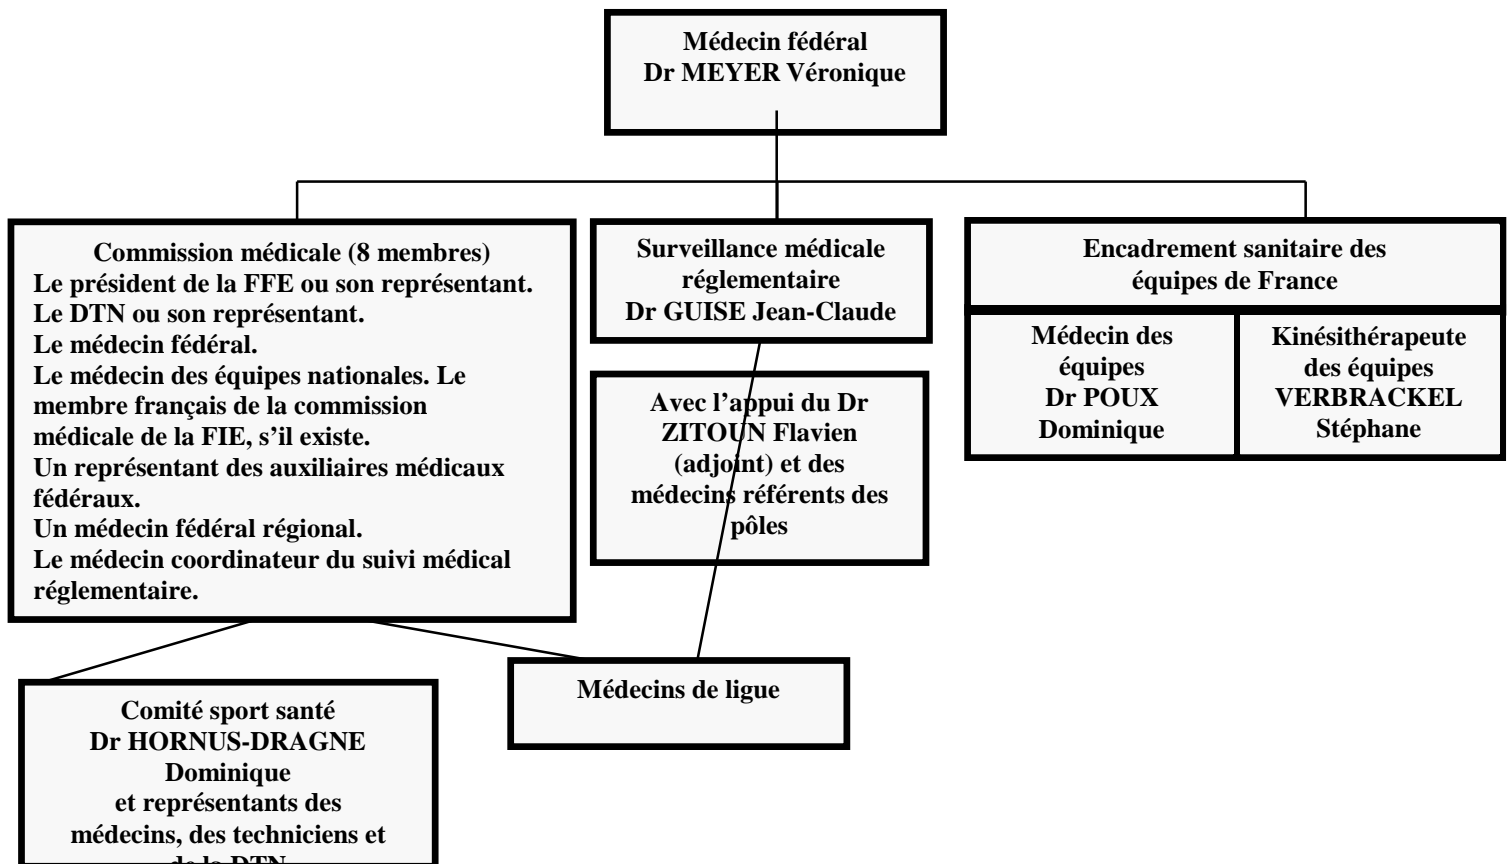 Médecin fédéral
Dr MEYER Véronique
Commission médicale (8 membres)
Le président de la FFE ou son représentant.
Le DTN ou son représentant.
Le médecin fédéral.
Le médecin des équipes nationales. Le
membre français de la commission
médicale de la FIE, s’il existe.
Un représentant des auxiliaires médicaux
fédéraux.
Un médecin fédéral régional.
Le médecin coordinateur du suivi médical
réglementaire.
Surveillance médicale
réglementaire
Dr GUISE Jean-Claude
Avec l’appui du Dr
ZITOUN Flavien
(adjoint) et des
médecins référents des
pôles
Encadrement sanitaire des
équipes de France
Médecin des
équipes
Dr POUX
Dominique
Kinésithérapeute
des équipes
VERBRACKEL
Stéphane
Médecins de ligue
Comité sport santé
Dr HORNUS-DRAGNE
Dominique
et représentants des
médecins, des techniciens et
de la DTN